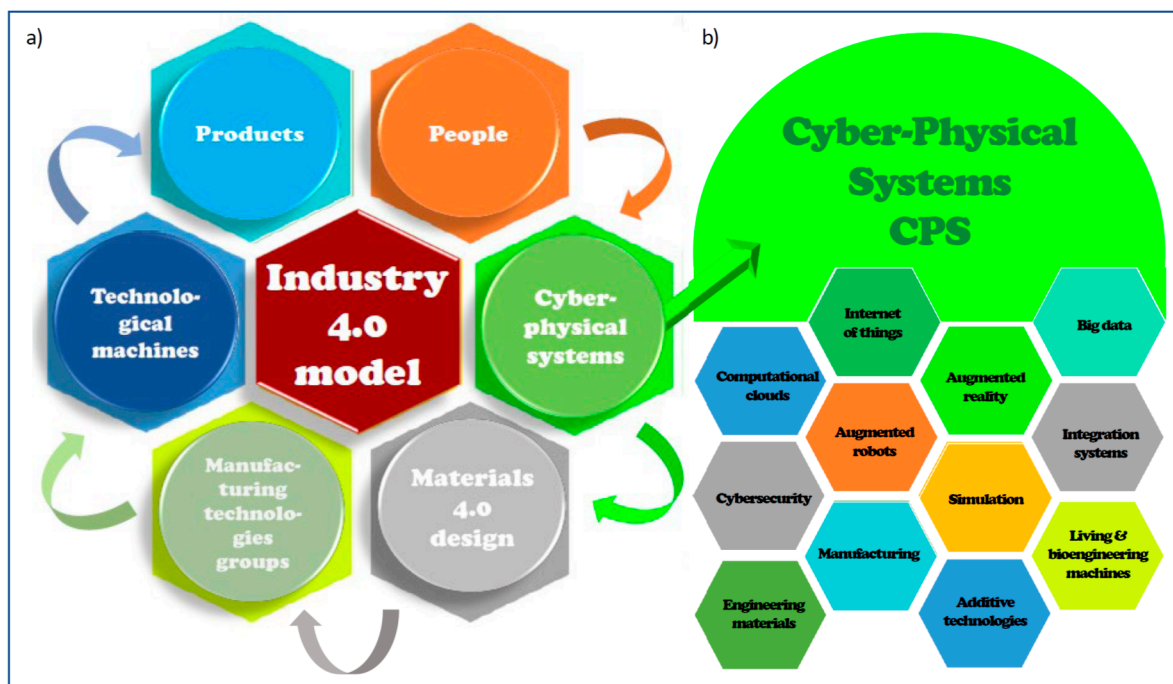 a)
Products
People
Technolo-
gical
machines
Industry
4.0
model
Cyber-
physical
systems
Manufac-
turing
technolo-
gies
groups
Materials
4.0
design
b)
Cyber-Physical
Systems
CPS
Internet
of things
Big data
Computational
clouds
Augmented
reality
Augmented
robots
Integration
systems
Cybersecurity
Simulation
Manufacturing
Living &
bioengineering
machines
Engineering
materials
Additive
technologies